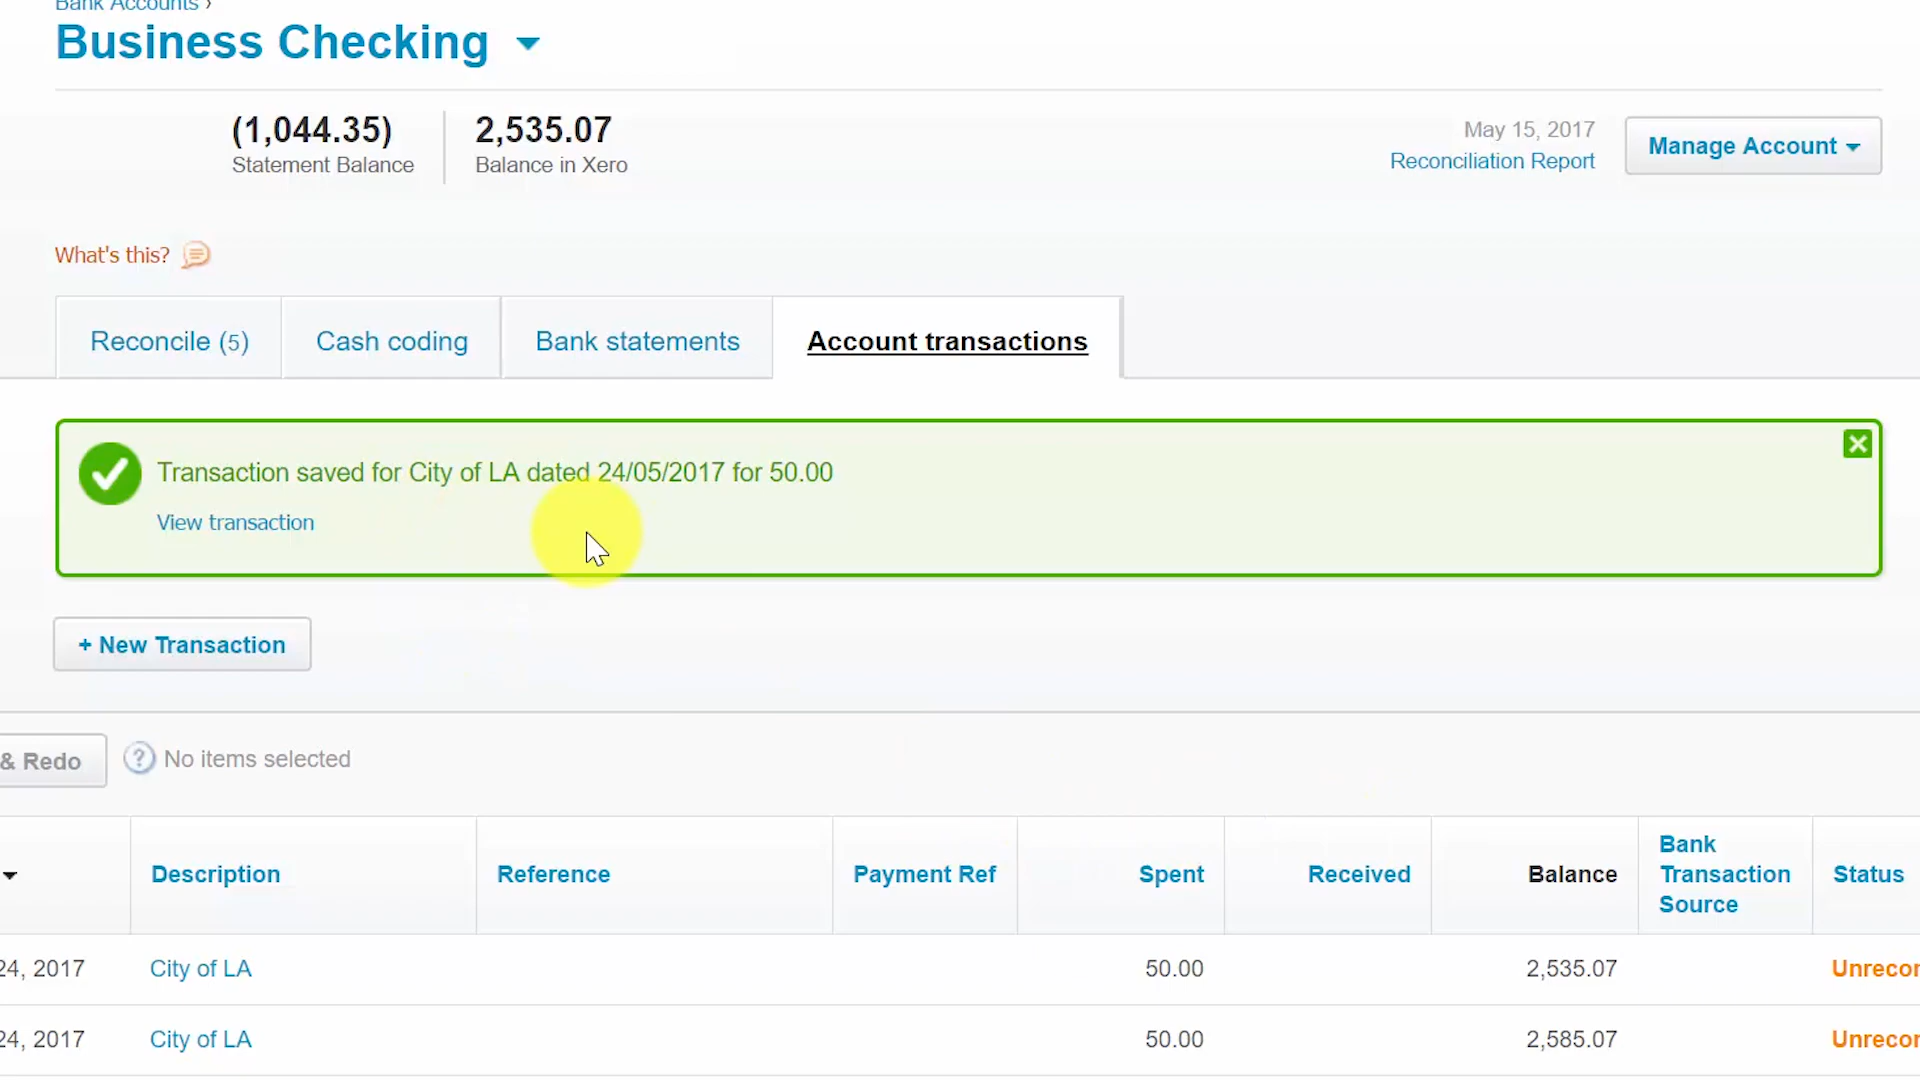 Bank Accounts ›
Business Checking
(1,044.35)
Statement Balance
2,535.07
Balance in Xero
May 15, 2017
Reconciliation Report
Manage Account
What's this?
Reconcile (5)
Cash coding
Bank statements
Account transactions
Transaction saved for City of LA dated 24/05/2017 for 50.00
View transaction
+ New Transaction
& Redo
? No items selected
Description
Reference
Payment Ref
Spent
Received
Balance
Bank
Transaction
Source
Status
24, 2017 City of LA 50.00 2,535.07 Unrecon
24, 2017 City of LA 50.00 2,585.07 Unrecon